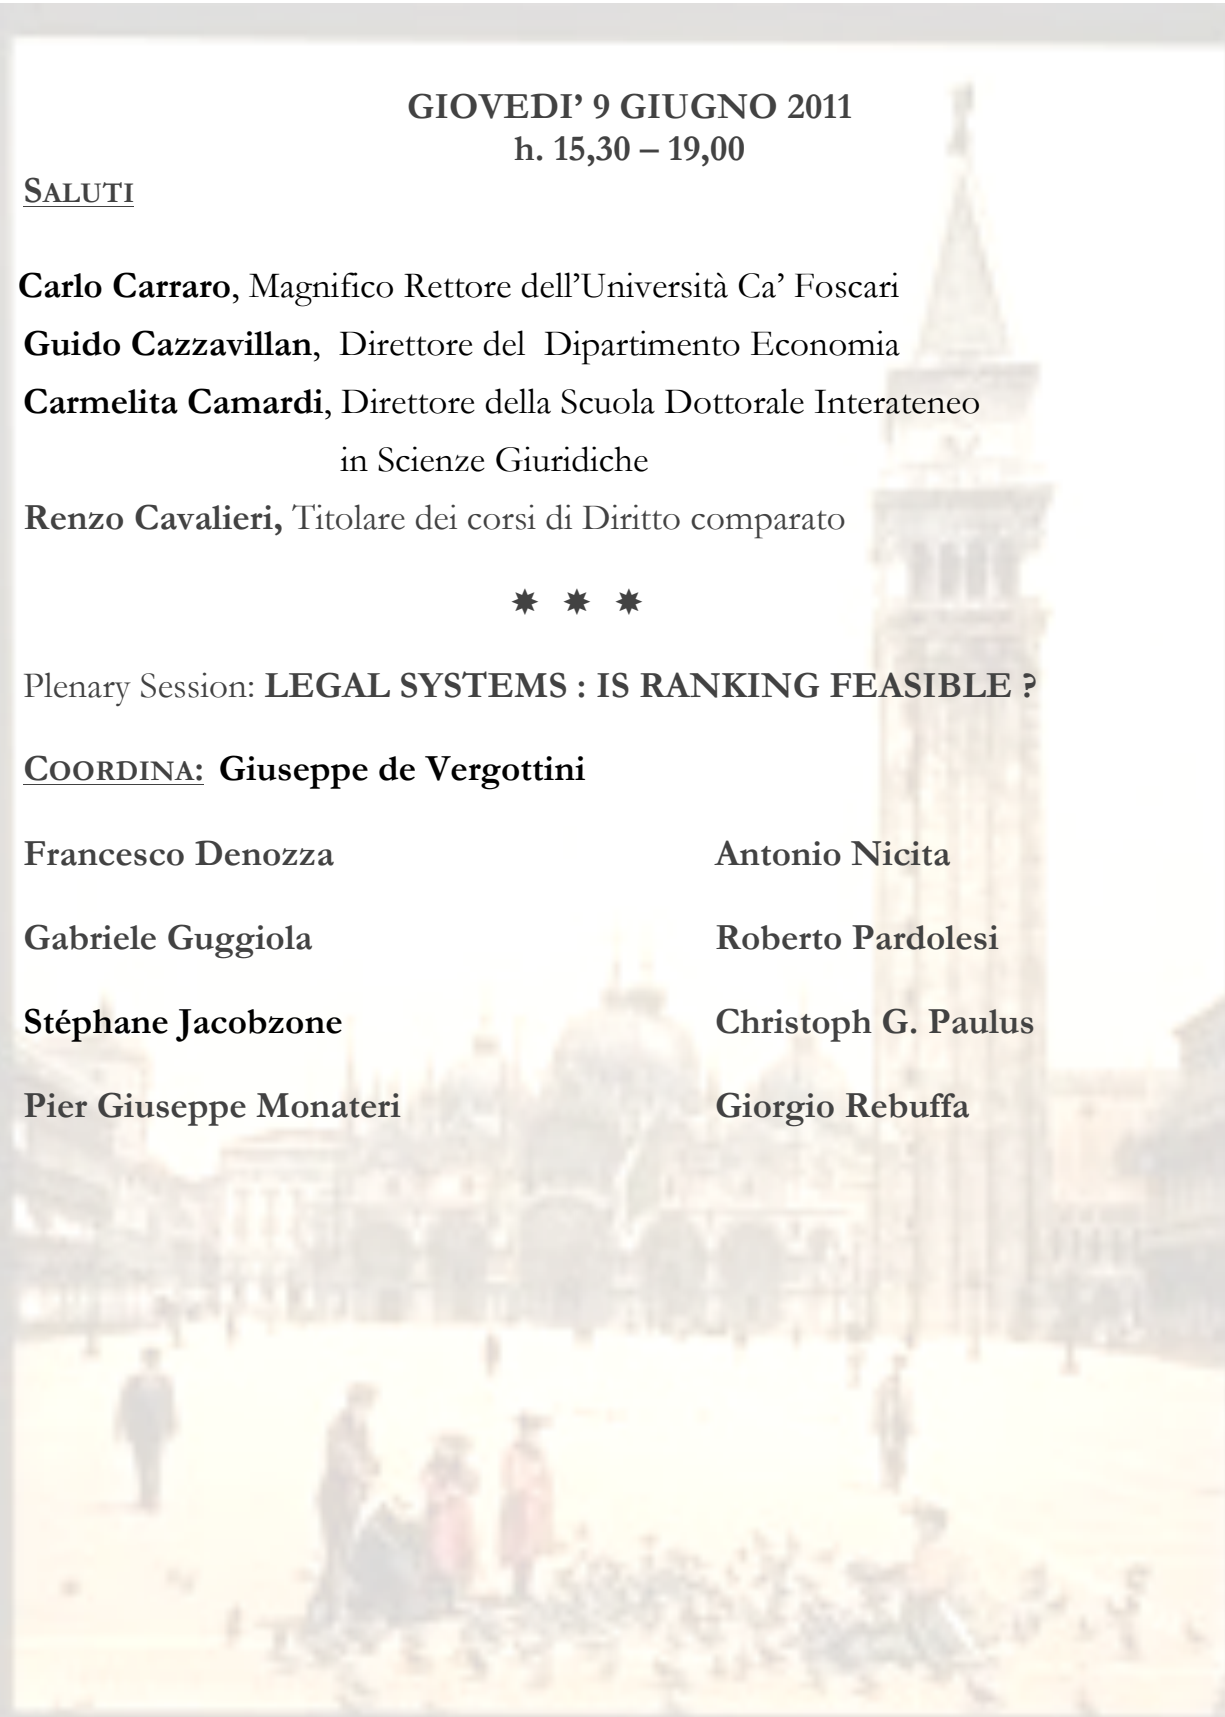 GIOVEDI’ 9 GIUGNO 2011
h. 15,30 – 19,00
SALUTI
Carlo Carraro, Magnifico Rettore dell’Università Ca’ Foscari
Guido Cazzavillan, Direttore del Dipartimento Economia
Carmelita Camardi, Direttore della Scuola Dottorale Interateneo
in Scienze Giuridiche
Renzo Cavalieri, Titolare dei corsi di Diritto comparato
✸ ✸ ✸
Plenary Session: LEGAL SYSTEMS : IS RANKING FEASIBLE ?
COORDINA: Giuseppe de Vergottini
Francesco Denozza Antonio Nicita
Gabriele Guggiola Roberto Pardolesi
Stéphane Jacobzone Christoph G. Paulus
Pier Giuseppe Monateri Giorgio Rebuffa